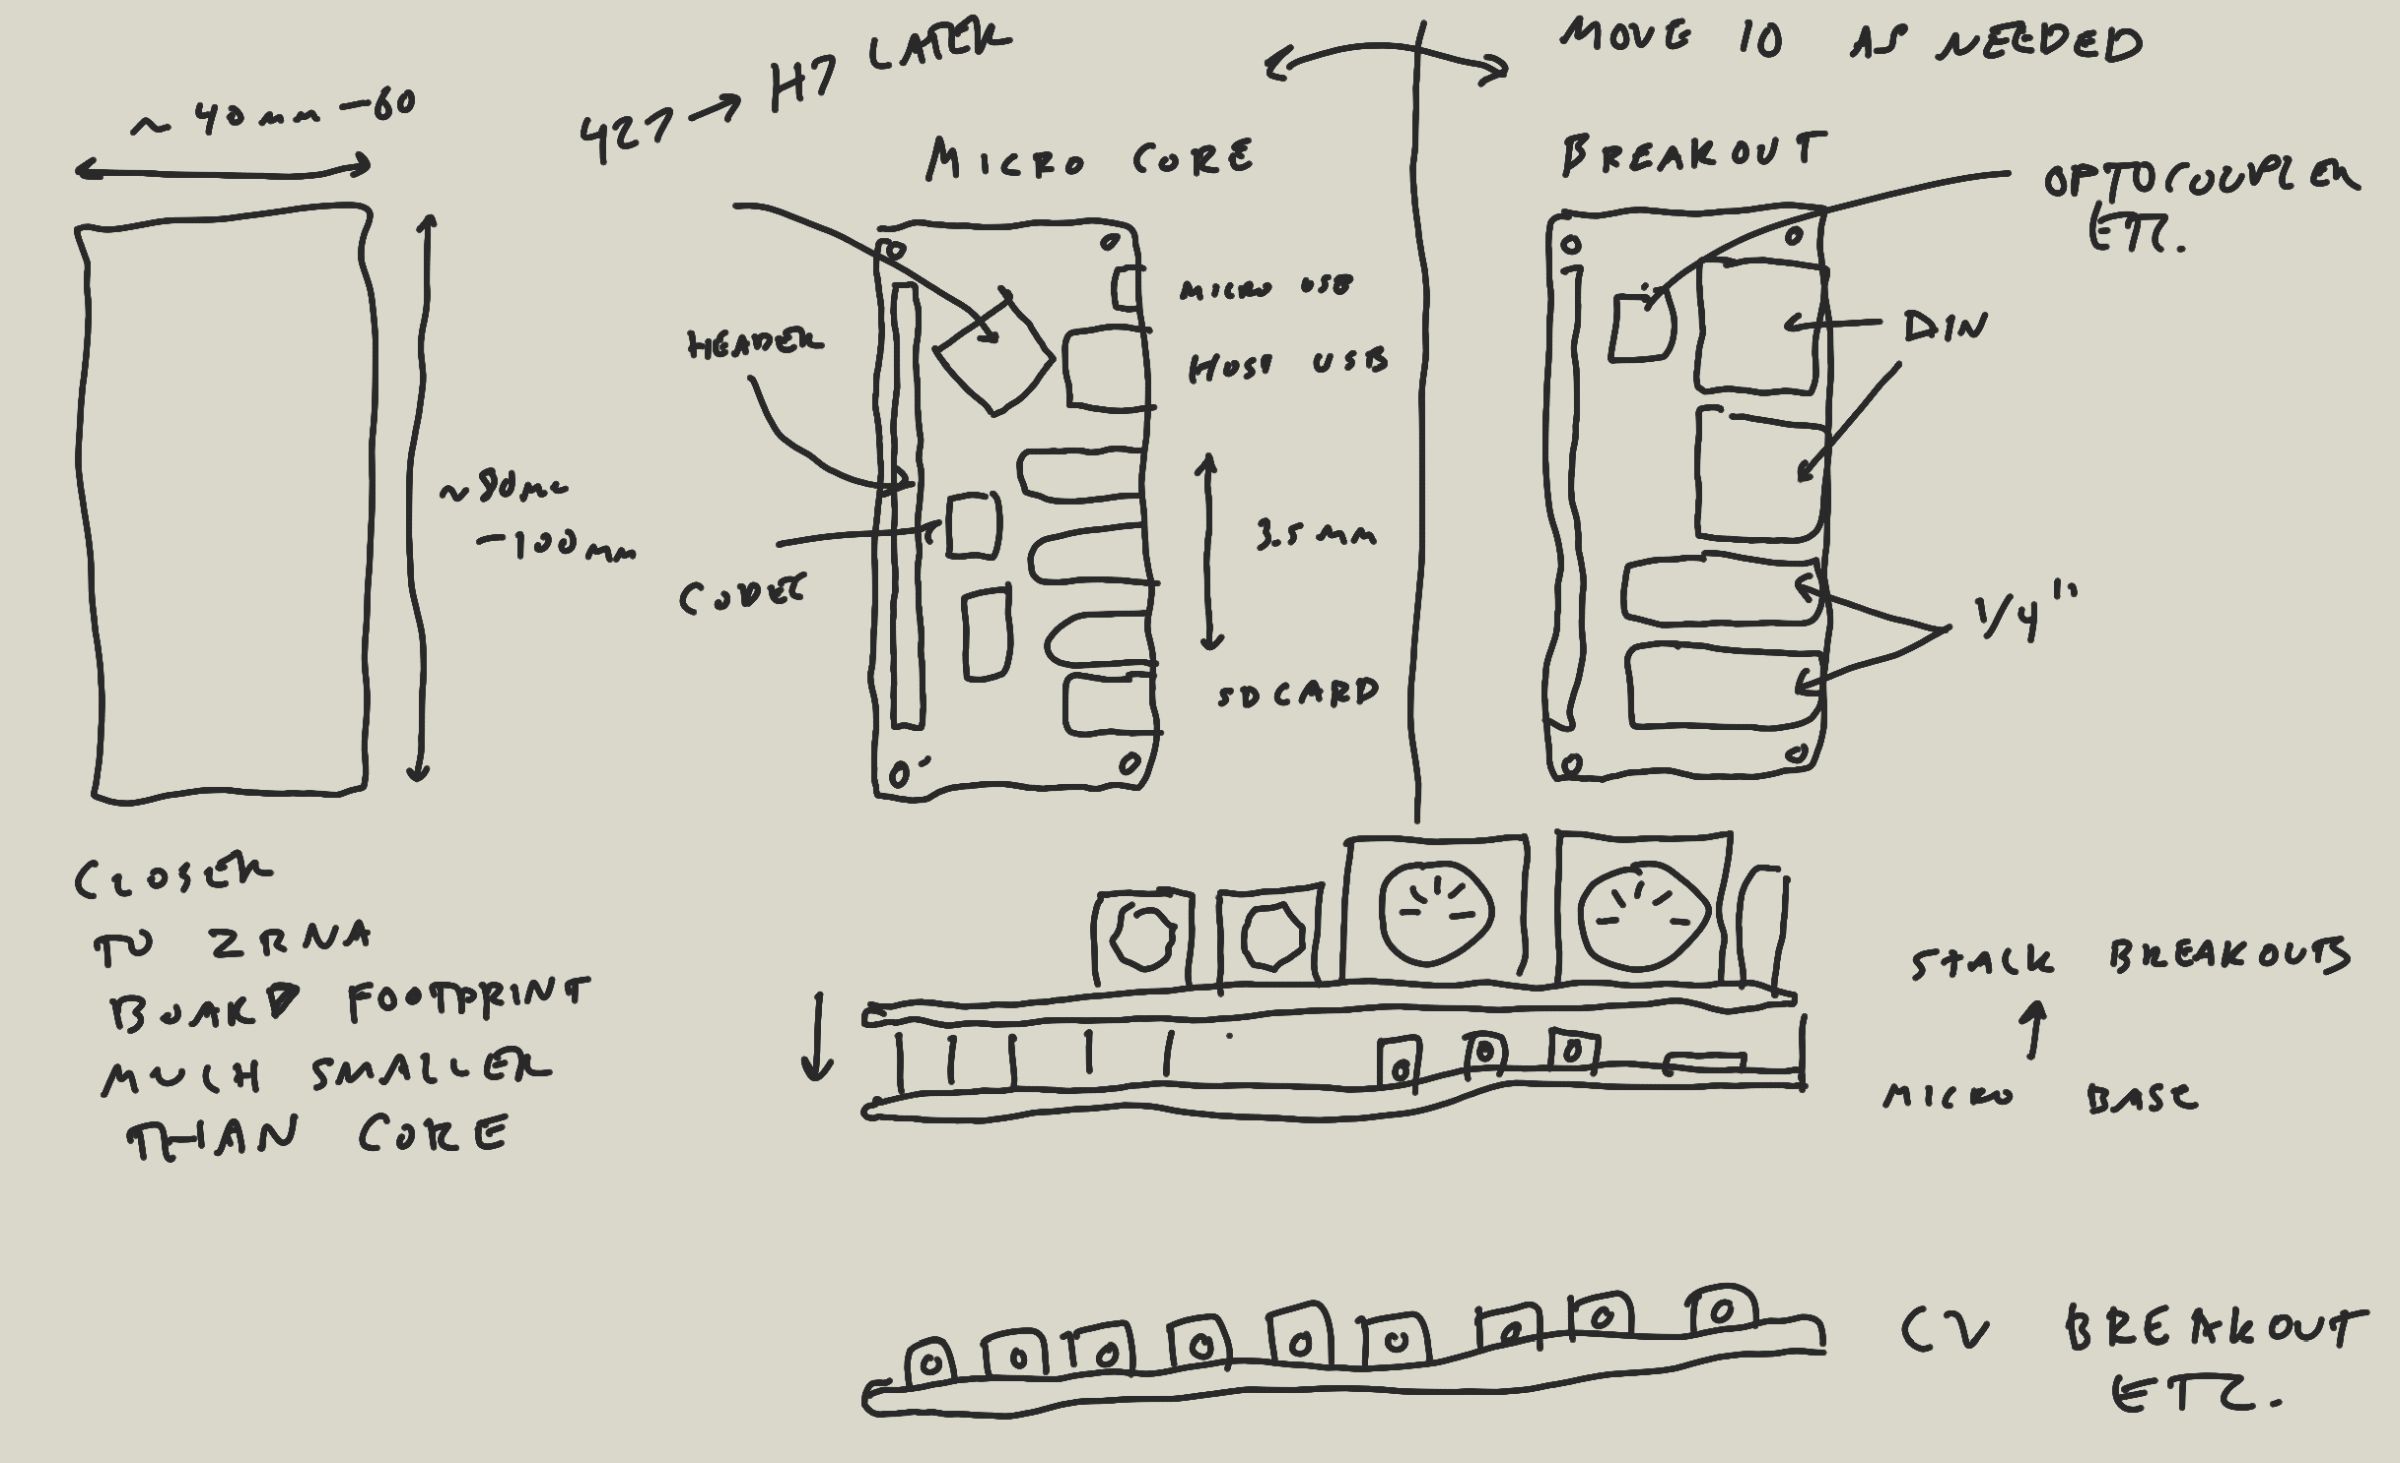 ~ 40mm -60
427 → H7 LATER
MOVE IO AS NEEDED
MICRO CORE
BREAKOUT
OPTOCOUPLER
ETC.
MICRO USB
HEADER
HOST USB
DIN
~80mm
-100mm
3.5mm
CODEC
1/4"
SD CARD
CLOSER
TO ZRNA
BOARD FOOTPRINT
MUCH SMALLER
THAN CORE
STACK BREAKOUTS
MICRO BASE
CV BREAKOUT
ETC.